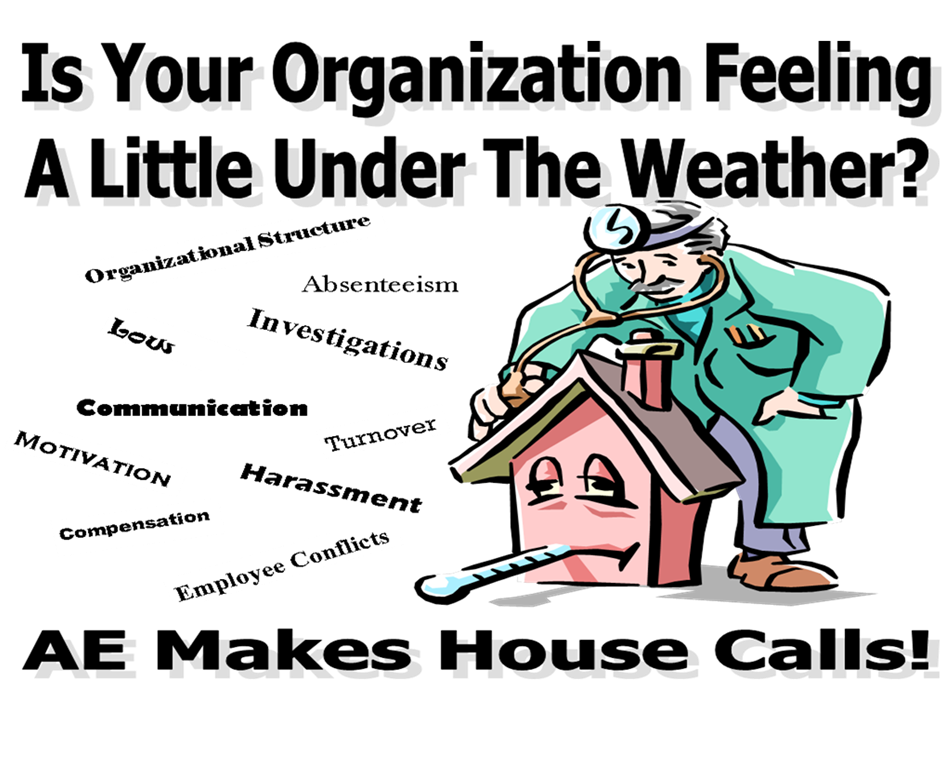 Is Your Organization Feeling
A Little Under The Weather?
Organizational Structure
Absenteeism
Investigations
Communication
Turnover
MOTIVATION
Harassment
Compensation
Employee Conflicts
AE Makes House Calls!